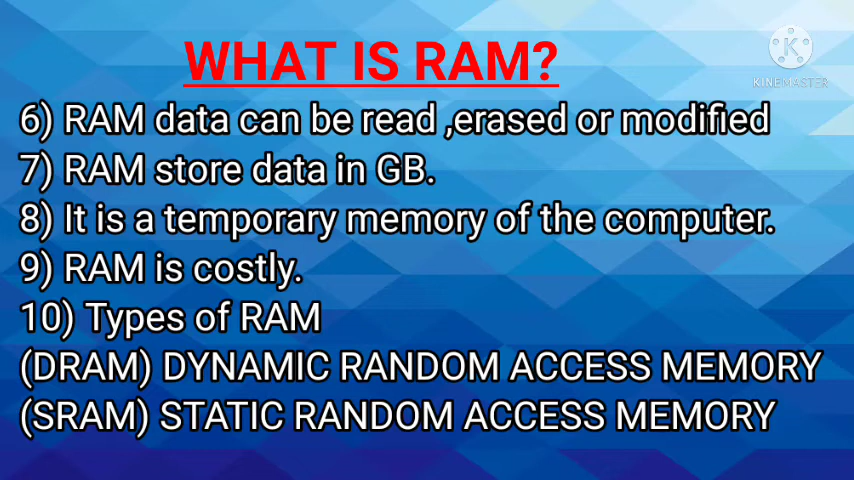 WHAT IS RAM?
KINEMASTER
6) RAM data can be read ,erased or modified
7) RAM store data in GB.
8) It is a temporary memory of the computer.
9) RAM is costly.
10) Types of RAM
(DRAM) DYNAMIC RANDOM ACCESS MEMORY
(SRAM) STATIC RANDOM ACCESS MEMORY